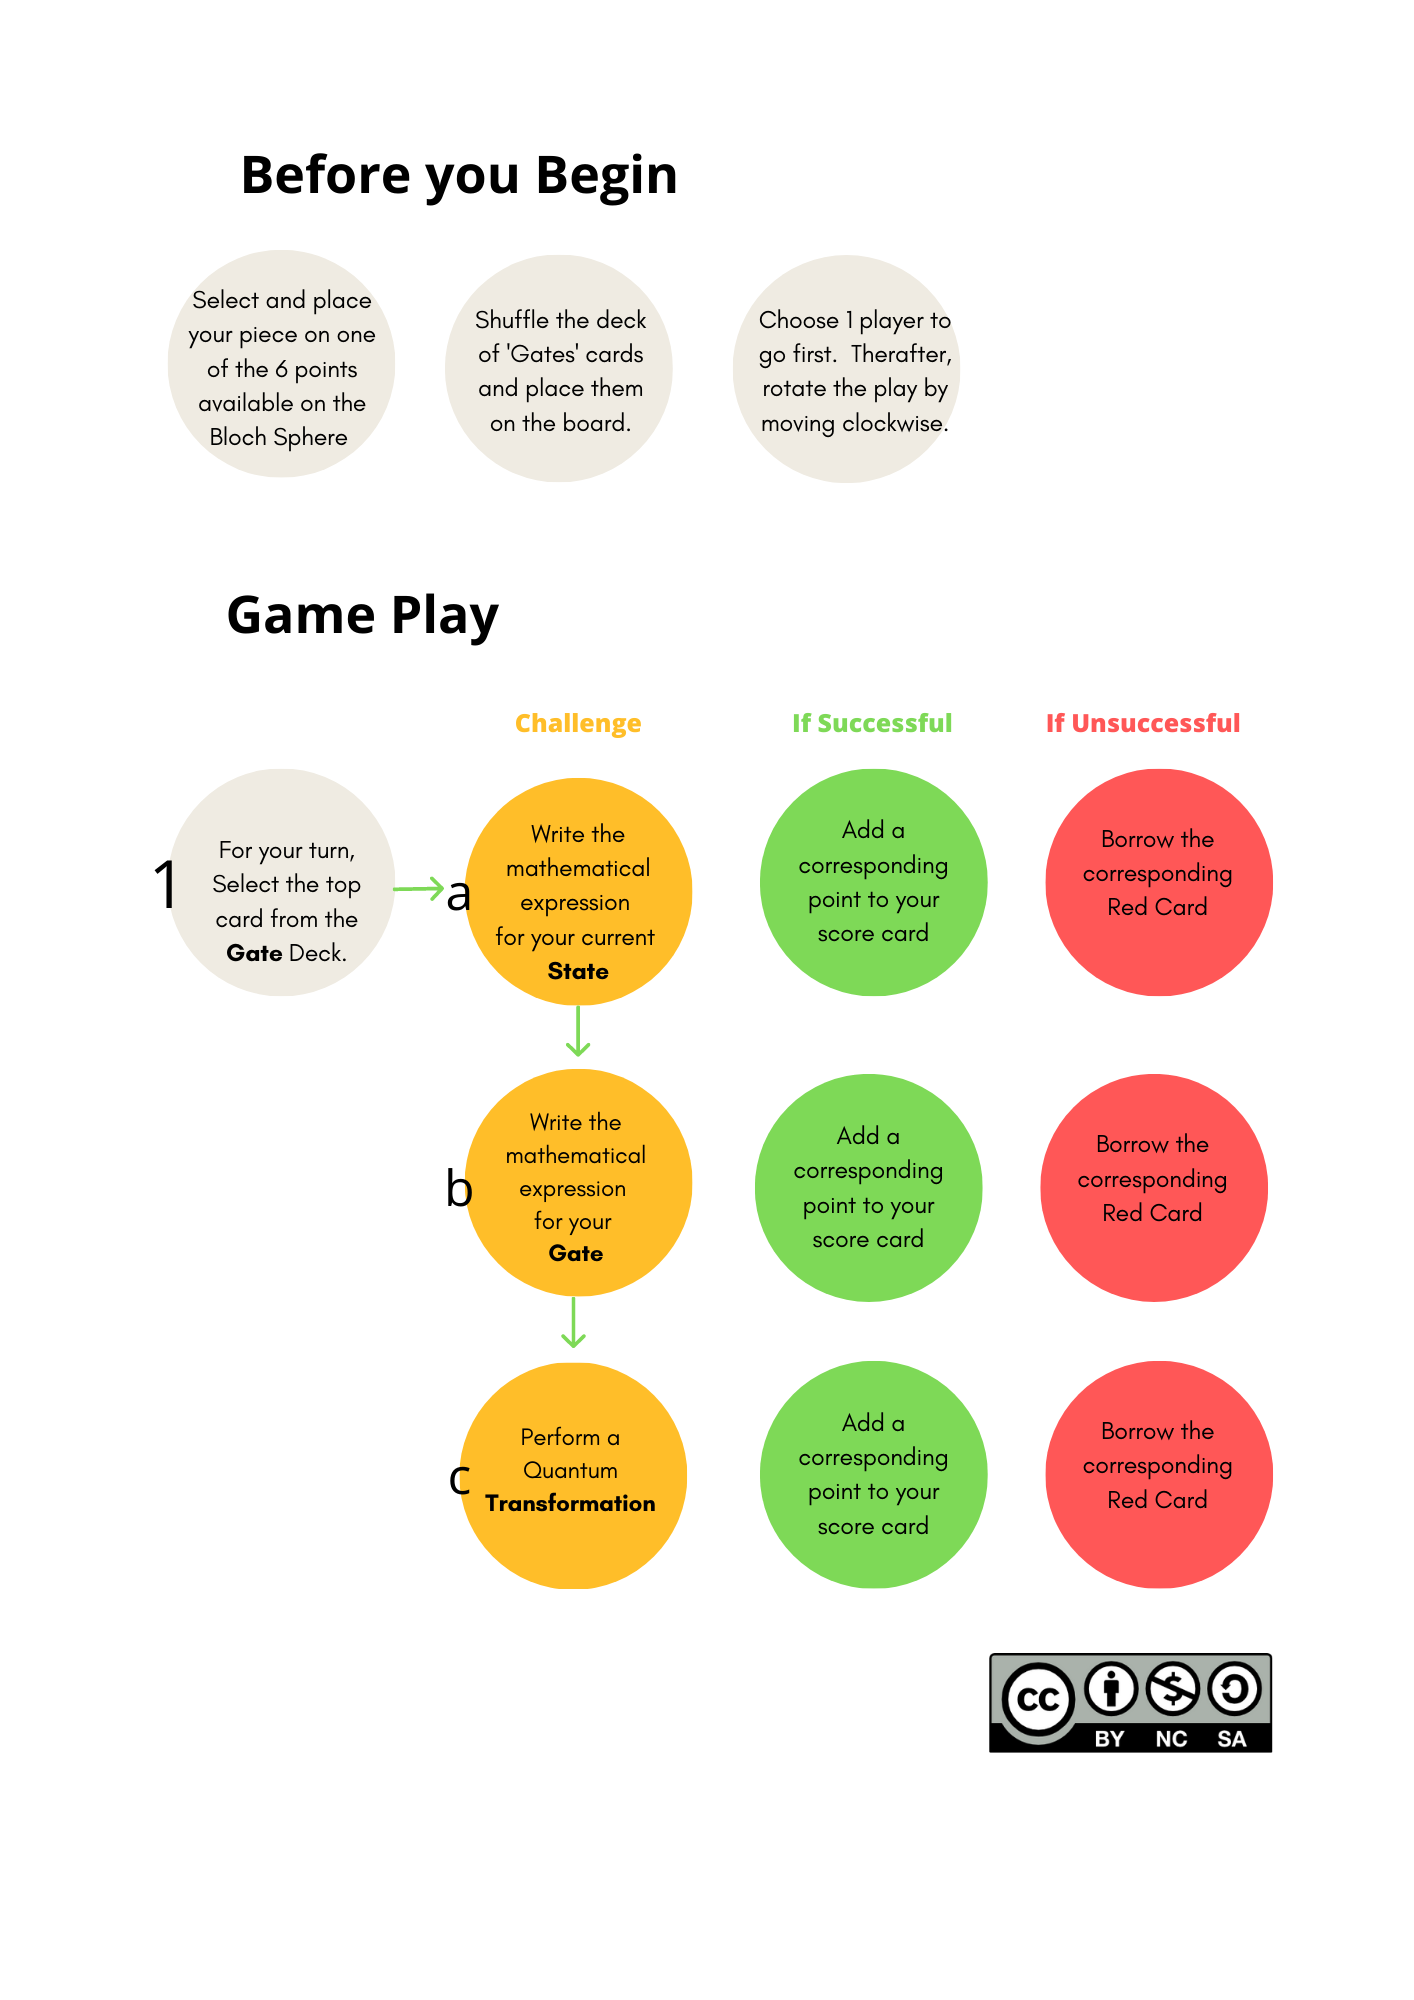 Before you Begin
Select and place
your piece on one
of the 6 points
available on the
Bloch Sphere
Shuffle the deck
of 'Gates' cards
and place them
on the board.
Choose 1 player to
go first.  Therafter,
rotate the play by
moving clockwise.
Game Play
Challenge
If Successful
If Unsuccessful
1
For your turn,
Select the top
card from the
Gate Deck.
a
Write the
mathematical
expression
for your current
State
Add a
corresponding
point to your
score card
Borrow the
corresponding
Red Card
b
Write the
mathematical
expression
for your
Gate
Add a
corresponding
point to your
score card
Borrow the
corresponding
Red Card
c
Perform a
Quantum
Transformation
Add a
corresponding
point to your
score card
Borrow the
corresponding
Red Card
cc
BY NC SA